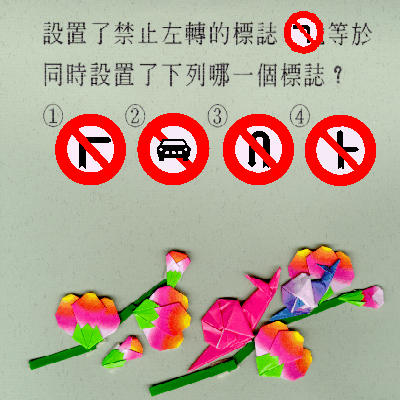 設置了禁止左轉的標誌 等於
同時設置了下列哪一個標誌？
① ② ③ ④